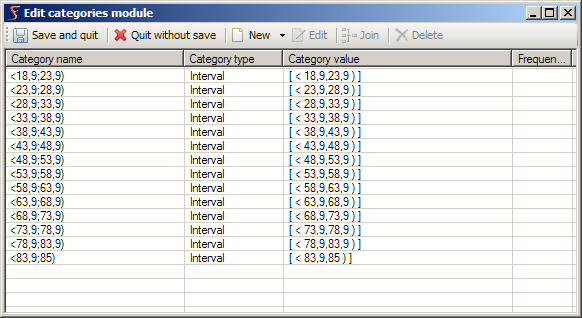 Edit categories module
Save and quit Quit without save New Edit Join Delete
Category name Category type Category value Frequen...
<18,9;23,9) Interval [ < 18,9,23,9 ) ]
<23,9;28,9) Interval [ < 23,9,28,9 ) ]
<28,9;33,9) Interval [ < 28,9,33,9 ) ]
<33,9;38,9) Interval [ < 33,9,38,9 ) ]
<38,9;43,9) Interval [ < 38,9,43,9 ) ]
<43,9;48,9) Interval [ < 43,9,48,9 ) ]
<48,9;53,9) Interval [ < 48,9,53,9 ) ]
<53,9;58,9) Interval [ < 53,9,58,9 ) ]
<58,9;63,9) Interval [ < 58,9,63,9 ) ]
<63,9;68,9) Interval [ < 63,9,68,9 ) ]
<68,9;73,9) Interval [ < 68,9,73,9 ) ]
<73,9;78,9) Interval [ < 73,9,78,9 ) ]
<78,9;83,9) Interval [ < 78,9,83,9 ) ]
<83,9;85) Interval [ < 83,9,85 ) ]